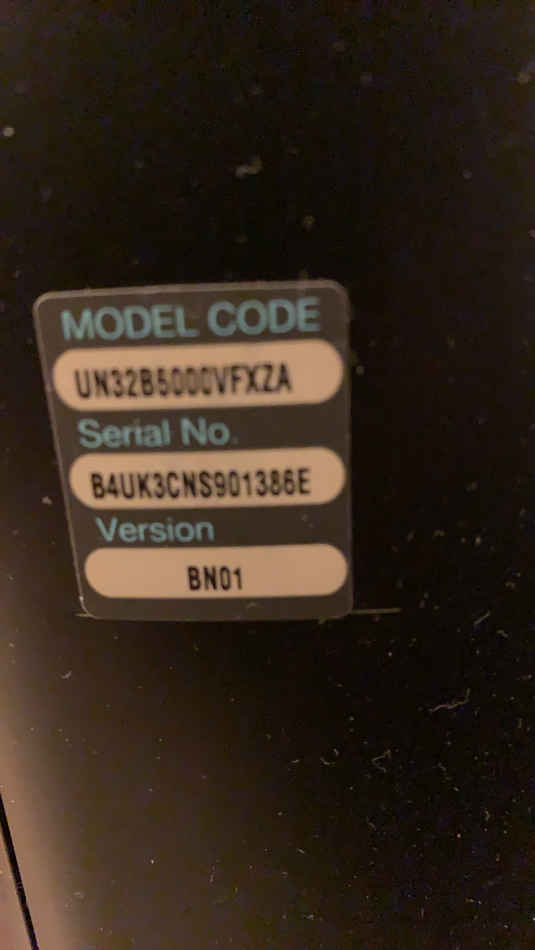 MODEL CODE
UN32B5000VFXZA
Serial No.
B4UK3CNS901386E
Version
BN01